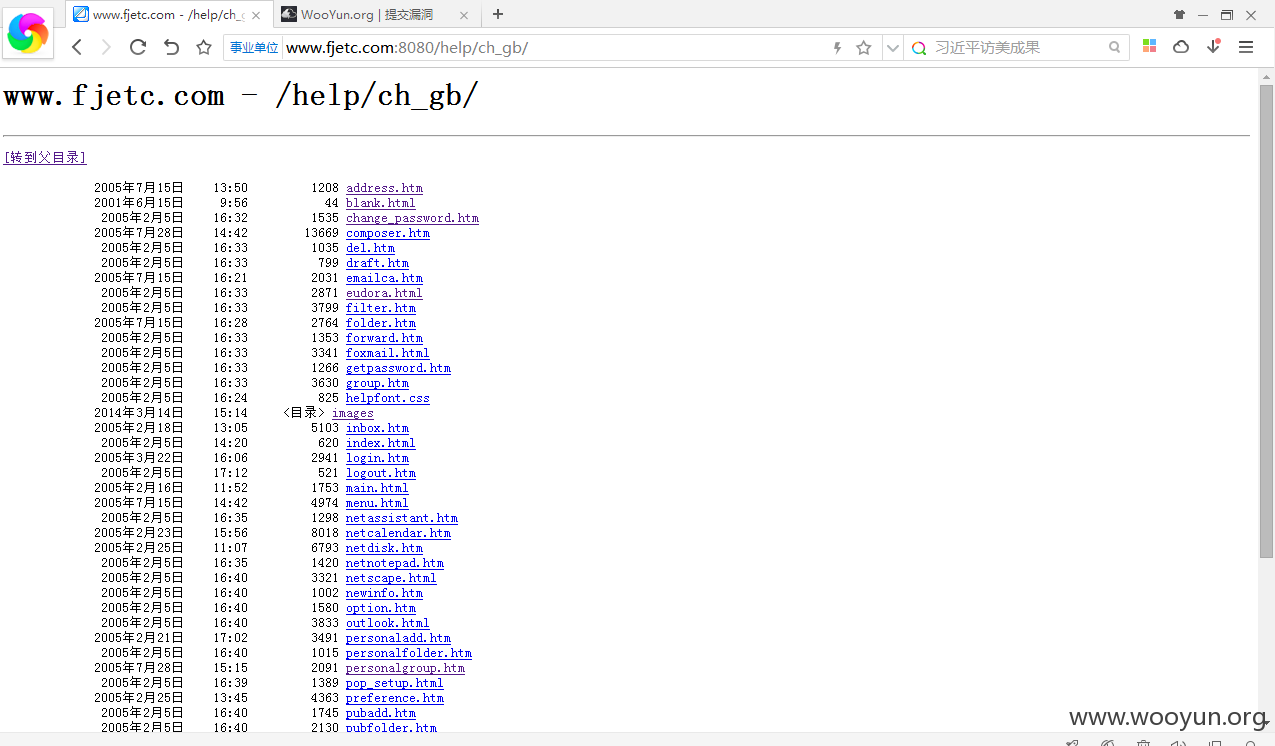 www.fjetc.com - /help/ch_
WooYun.org | 提交漏洞
事业单位 www.fjetc.com:8080/help/ch_gb/
习近平访美成果
www.fjetc.com - /help/ch_gb/
[转到父目录]
2005年7月15日 13:50 1208 address.htm
2001年6月15日 9:56 44 blank.html
2005年2月5日 16:32 1535 change_password.htm
2005年7月28日 14:42 13669 composer.htm
2005年2月5日 16:33 1035 del.htm
2005年2月5日 16:33 799 draft.htm
2005年7月15日 16:21 2031 emailca.htm
2005年2月5日 16:33 2871 eudora.html
2005年2月5日 16:33 3799 filter.htm
2005年7月15日 16:28 2764 folder.htm
2005年2月5日 16:33 1353 forward.htm
2005年2月5日 16:33 3341 foxmail.html
2005年2月5日 16:33 1266 getpassword.htm
2005年2月5日 16:33 3630 group.htm
2005年2月5日 16:24 825 helpfont.css
2014年3月14日 15:14 <目录> images
2005年2月18日 13:05 5103 inbox.htm
2005年2月5日 14:20 620 index.html
2005年3月22日 16:06 2941 login.htm
2005年2月5日 17:12 521 logout.htm
2005年2月16日 11:52 1753 main.html
2005年7月15日 14:42 4974 menu.html
2005年2月5日 16:35 1298 netassistant.htm
2005年2月23日 15:56 8018 netcalendar.htm
2005年2月25日 11:07 6793 netdisk.htm
2005年2月5日 16:35 1420 netnotepad.htm
2005年2月5日 16:40 3321 netscape.html
2005年2月5日 16:40 1002 newinfo.htm
2005年2月5日 16:40 1580 option.htm
2005年2月5日 16:40 3833 outlook.html
2005年2月21日 17:02 3491 personaladd.htm
2005年2月5日 16:40 1015 personalfolder.htm
2005年7月28日 15:15 2091 personalgroup.htm
2005年2月5日 16:39 1389 pop_setup.html
2005年2月25日 13:45 4363 preference.htm
2005年2月5日 16:40 1745 pubadd.htm
2005年2月5日 16:40 2130 pubfolder.htm
www.wooyun.org